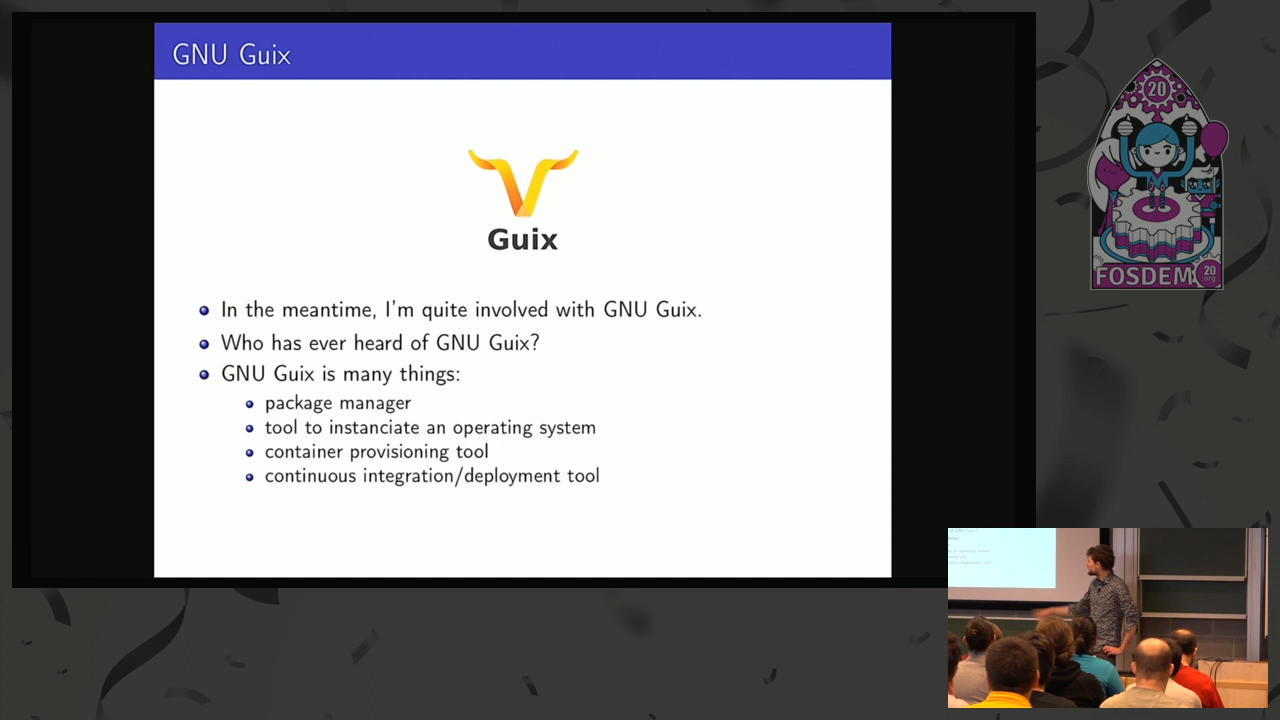 GNU Guix
Guix
In the meantime, I'm quite involved with GNU Guix.
Who has ever heard of GNU Guix?
GNU Guix is many things:
package manager
tool to instanciate an operating system
container provisioning tool
continuous integration/deployment tool
20
FOSDEM
20
.org